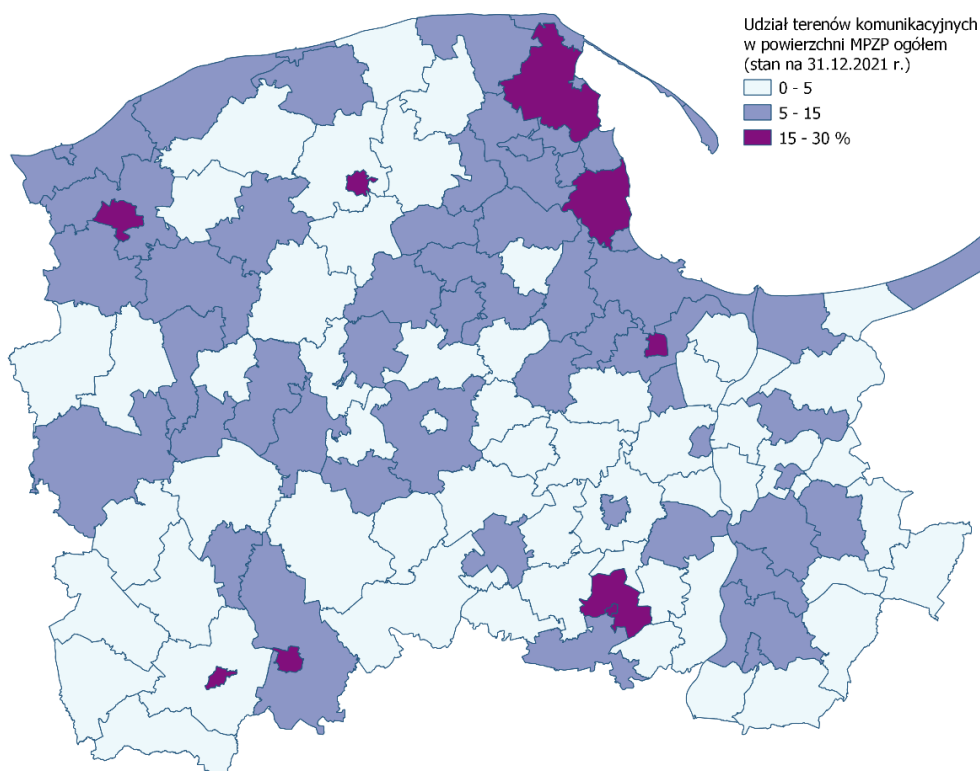 Udział terenów komunikacyjnych
w powierzchni MPZP ogółem
(stan na 31.12.2021 r.)
0 - 5
5 - 15
15 - 30 %